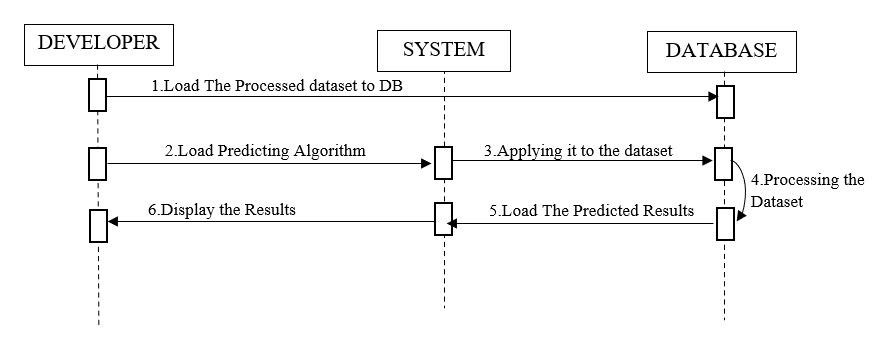 DEVELOPER
SYSTEM
DATABASE
1.Load The Processed dataset to DB
2.Load Predicting Algorithm
3.Applying it to the dataset
4.Processing the
Dataset
6.Display the Results
5.Load The Predicted Results